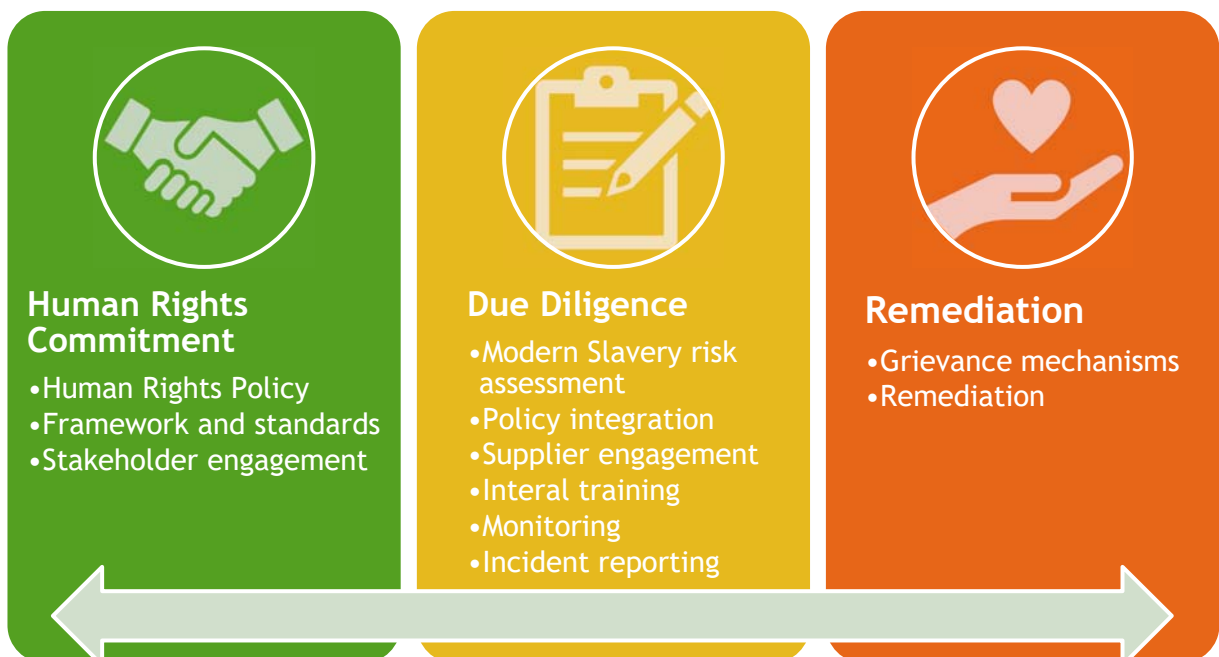 Human Rights
Commitment
•Human Rights Policy
•Framework and standards
•Stakeholder engagement
Due Diligence
•Modern Slavery risk
assessment
•Policy integration
•Supplier engagement
•Interal training
•Monitoring
•Incident reporting
Remediation
•Grievance mechanisms
•Remediation